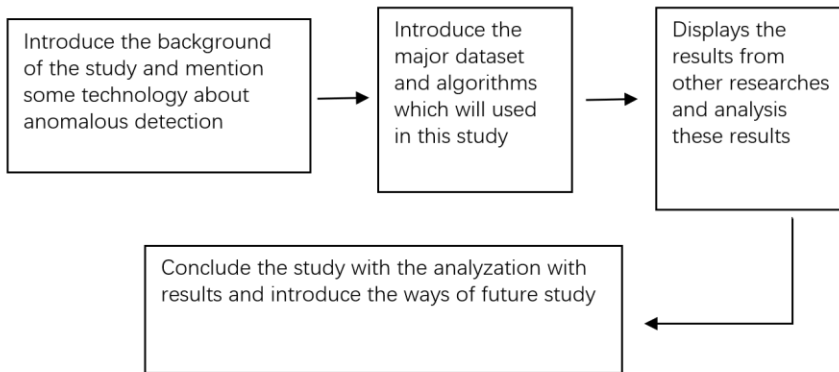 Introduce the background
of the study and mention
some technology about
anomalous detection
Introduce the
major dataset
and algorithms
which will used
in this study
Displays the
results from
other researches
and analysis
these results
Conclude the study with the analyzation with
results and introduce the ways of future study